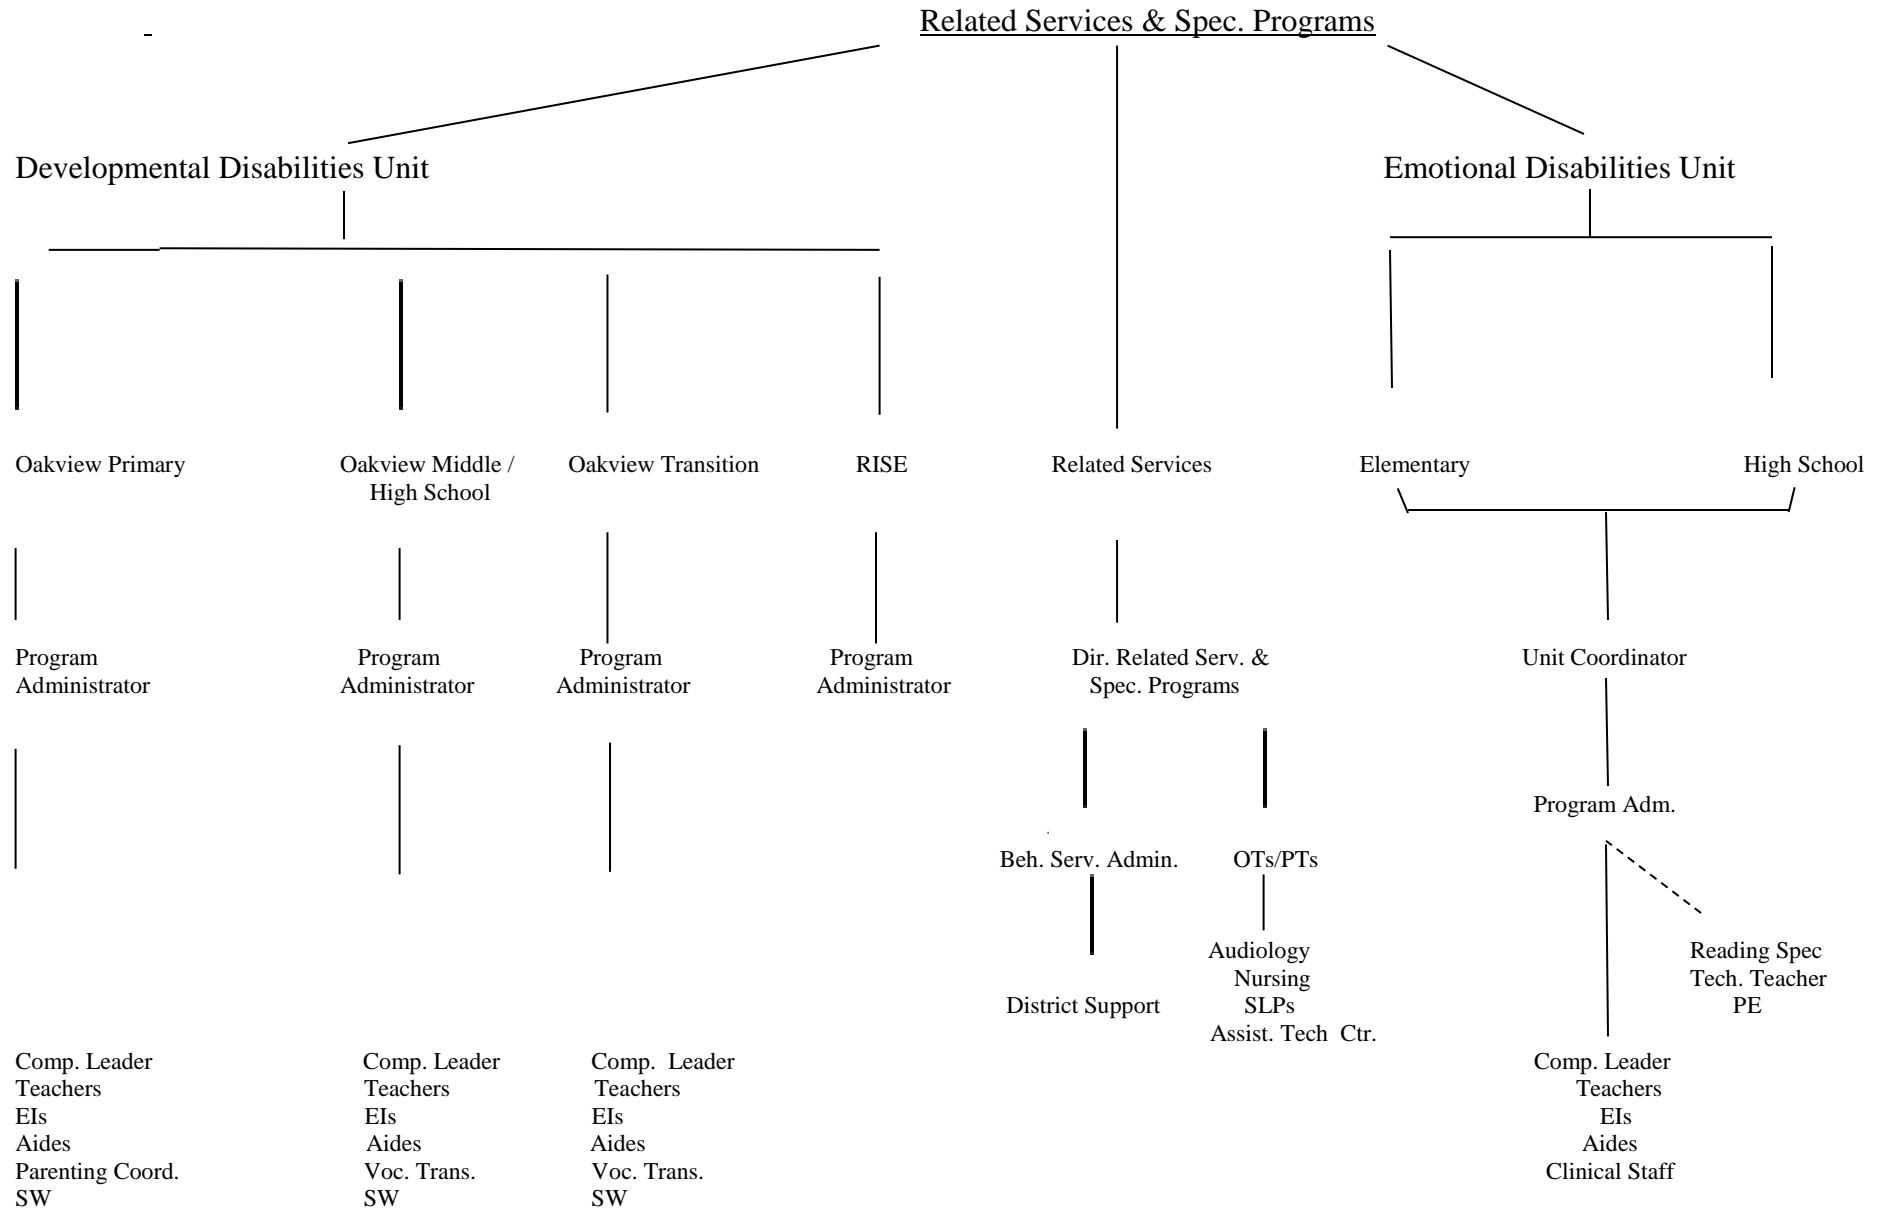 Related Services & Spec. Programs
Developmental Disabilities Unit
Emotional Disabilities Unit
Oakview Primary
Oakview Middle /
High School
Oakview Transition
RISE
Related Services
Elementary
High School
Program
Administrator
Program
Administrator
Program
Administrator
Program
Administrator
Dir. Related Serv. &
Spec. Programs
Unit Coordinator
Program Adm.
Beh. Serv. Admin.
OTs/PTs
District Support
Audiology
Nursing
SLPs
Assist. Tech Ctr.
Reading Spec
Tech. Teacher
PE
Comp. Leader
Teachers
EIs
Aides
Parenting Coord.
SW
Comp. Leader
Teachers
EIs
Aides
Voc. Trans.
SW
Comp. Leader
Teachers
EIs
Aides
Voc. Trans.
SW
Comp. Leader
Teachers
EIs
Aides
Clinical Staff